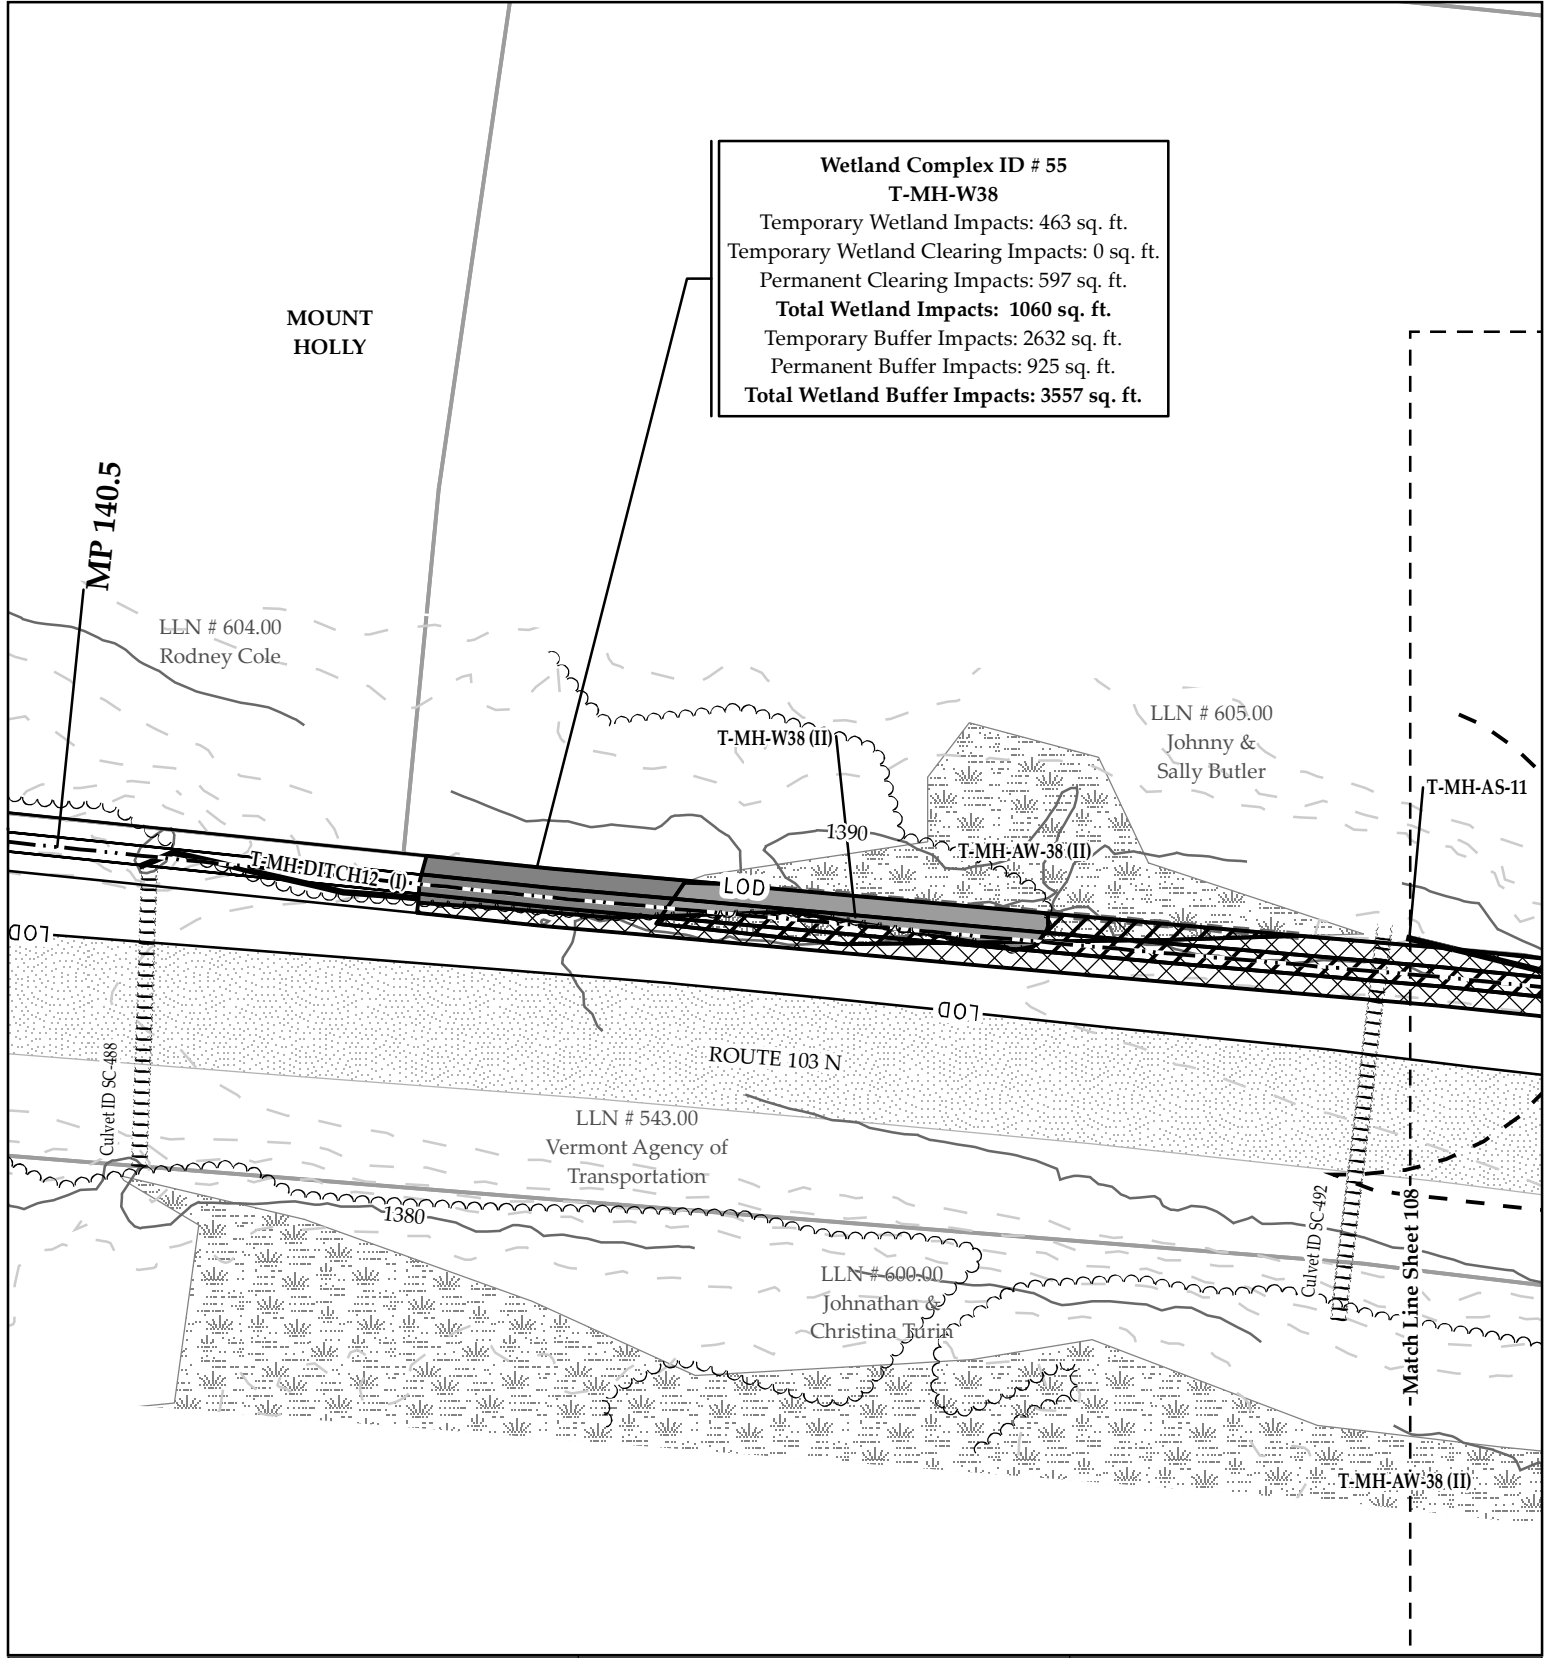 Wetland Complex ID # 55
T-MH-W38
Temporary Wetland Impacts: 463 sq. ft.
Temporary Wetland Clearing Impacts: 0 sq. ft.
Permanent Clearing Impacts: 597 sq. ft.
Total Wetland Impacts: 1060 sq. ft.
Temporary Buffer Impacts: 2632 sq. ft.
Permanent Buffer Impacts: 925 sq. ft.
Total Wetland Buffer Impacts: 3557 sq. ft.
MOUNT
HOLLY
MP 140.5
LLN # 604.00
Rodney Cole
LLN # 605.00
Johnny &
Sally Butler
T-MH-W38 (II)
T-MH-AS-11
1390
T-MH-AW-38 (II)
T-MH-DITCH12 (I)
LOD
LOD
LOD
ROUTE 103 N
Culvet ID SC-488
LLN # 543.00
Vermont Agency of
Transportation
1380
Culvet ID SC-492
Match Line Sheet 108
LLN # 600.00
Johnathan &
Christina Turin
T-MH-AW-38 (II)